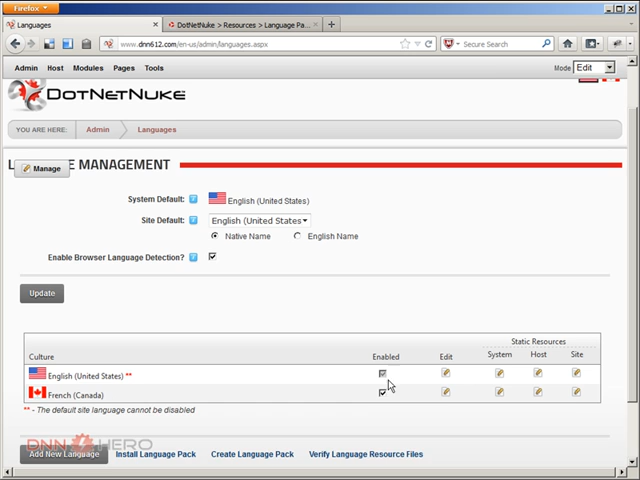 Firefox
Languages
DotNetNuke > Resources > Language Pa...
www.dnn612.com/en-us/admin/languages.aspx
Secure Search
Admin Host Modules Pages Tools
Mode Edit
DOTNETNUKE
YOU ARE HERE: Admin Languages
Manage
L E MANAGEMENT
System Default: ? English (United States)
Site Default: ? English (United States
Native Name English Name
Enable Browser Language Detection? ?
Update
Static Resources
Culture Enabled Edit System Host Site
English (United States) **
French (Canada)
** - The default site language cannot be disabled
DNN HERO
Add New Language Install Language Pack Create Language Pack Verify Language Resource Files